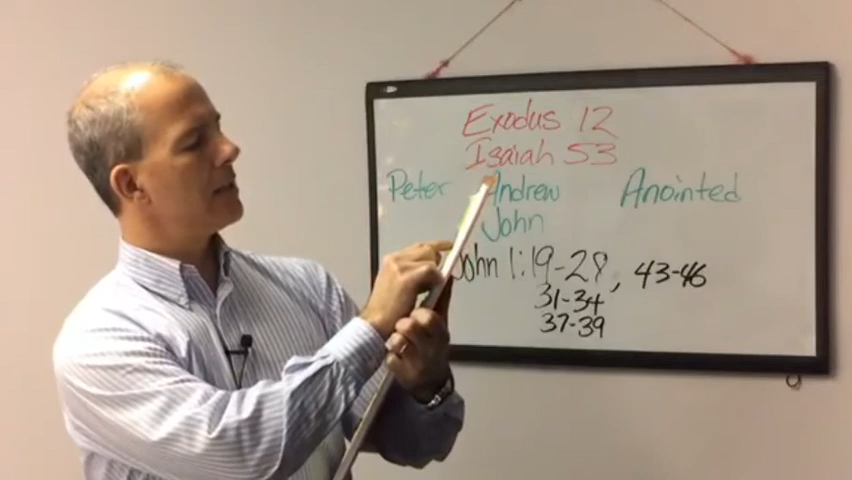 Exodus 12
Isaiah 53
Peter Andrew Anointed
John
John 1:19-28, 43-46
31-34
37-39